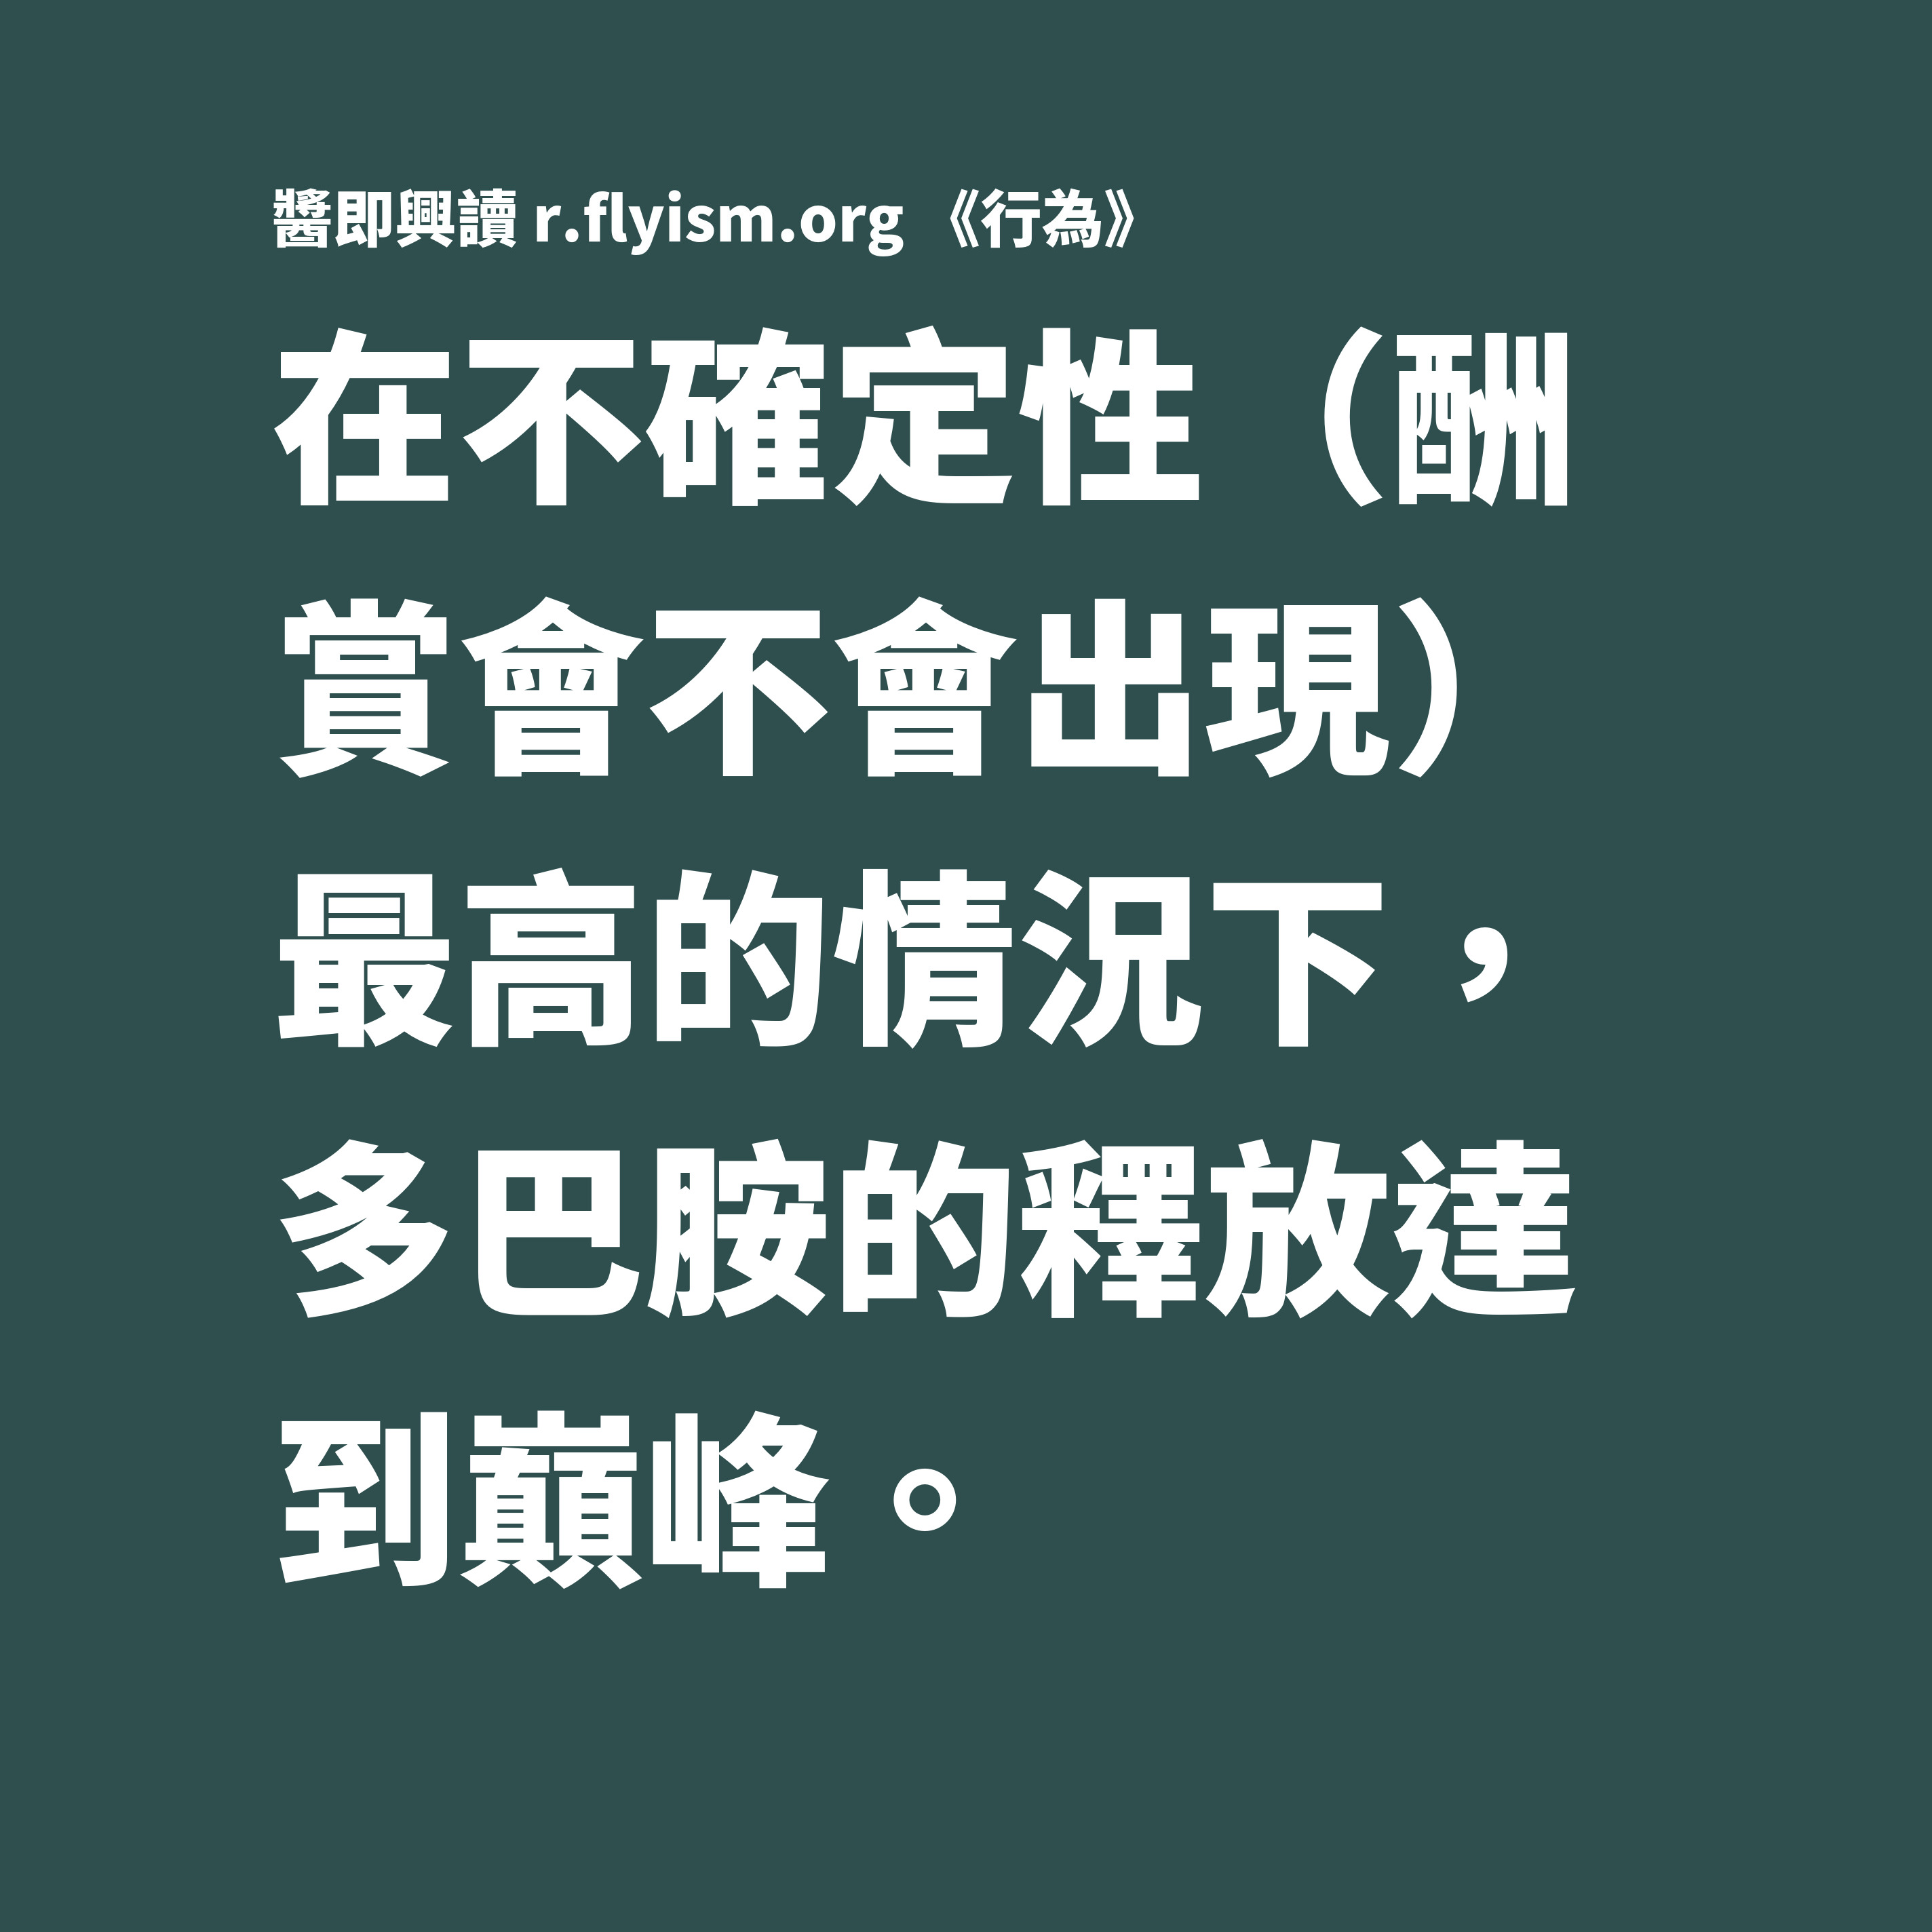 翻即興讀 r.flyism.org 《行為》
在不確定性（酬
賞會不會出現）
最高的情況下，
多巴胺的釋放達
到巔峰。